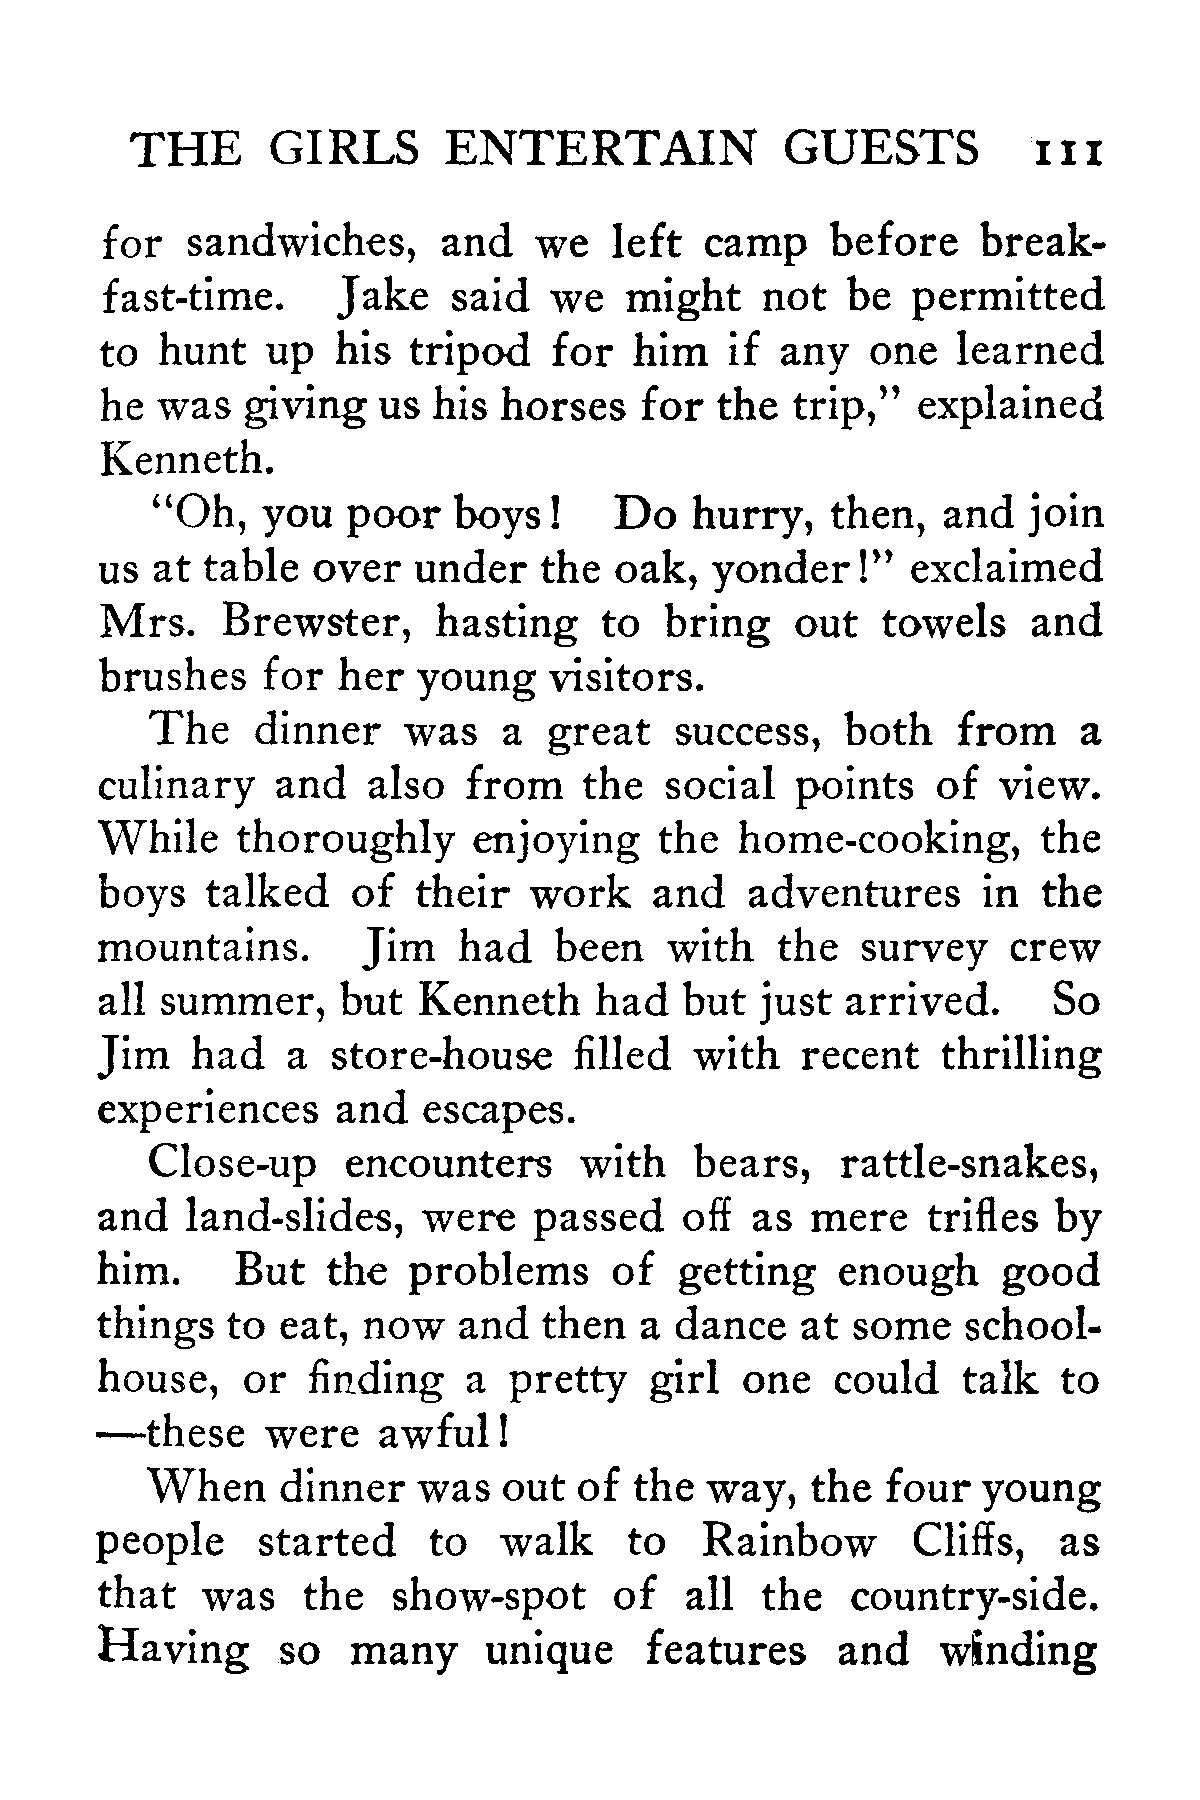 THE GIRLS ENTERTAIN GUESTS 111
for sandwiches, and we left camp before break-
fast-time. Jake said we might not be permitted
to hunt up his tripod for him if any one learned
he was giving us his horses for the trip,” explained
Kenneth.
“Oh, you poor boys! Do hurry, then, and join
us at table over under the oak, yonder!” exclaimed
Mrs. Brewster, hasting to bring out towels and
brushes for her young visitors.
The dinner was a great success, both from a
culinary and also from the social points of view.
While thoroughly enjoying the home-cooking, the
boys talked of their work and adventures in the
mountains. Jim had been with the survey crew
all summer, but Kenneth had but just arrived. So
Jim had a store-house filled with recent thrilling
experiences and escapes.
Close-up encounters with bears, rattle-snakes,
and land-slides, were passed off as mere trifles by
him. But the problems of getting enough good
things to eat, now and then a dance at some school-
house, or finding a pretty girl one could talk to
—these were awful!
When dinner was out of the way, the four young
people started to walk to Rainbow Cliffs, as
that was the show-spot of all the country-side.
Having so many unique features and winding